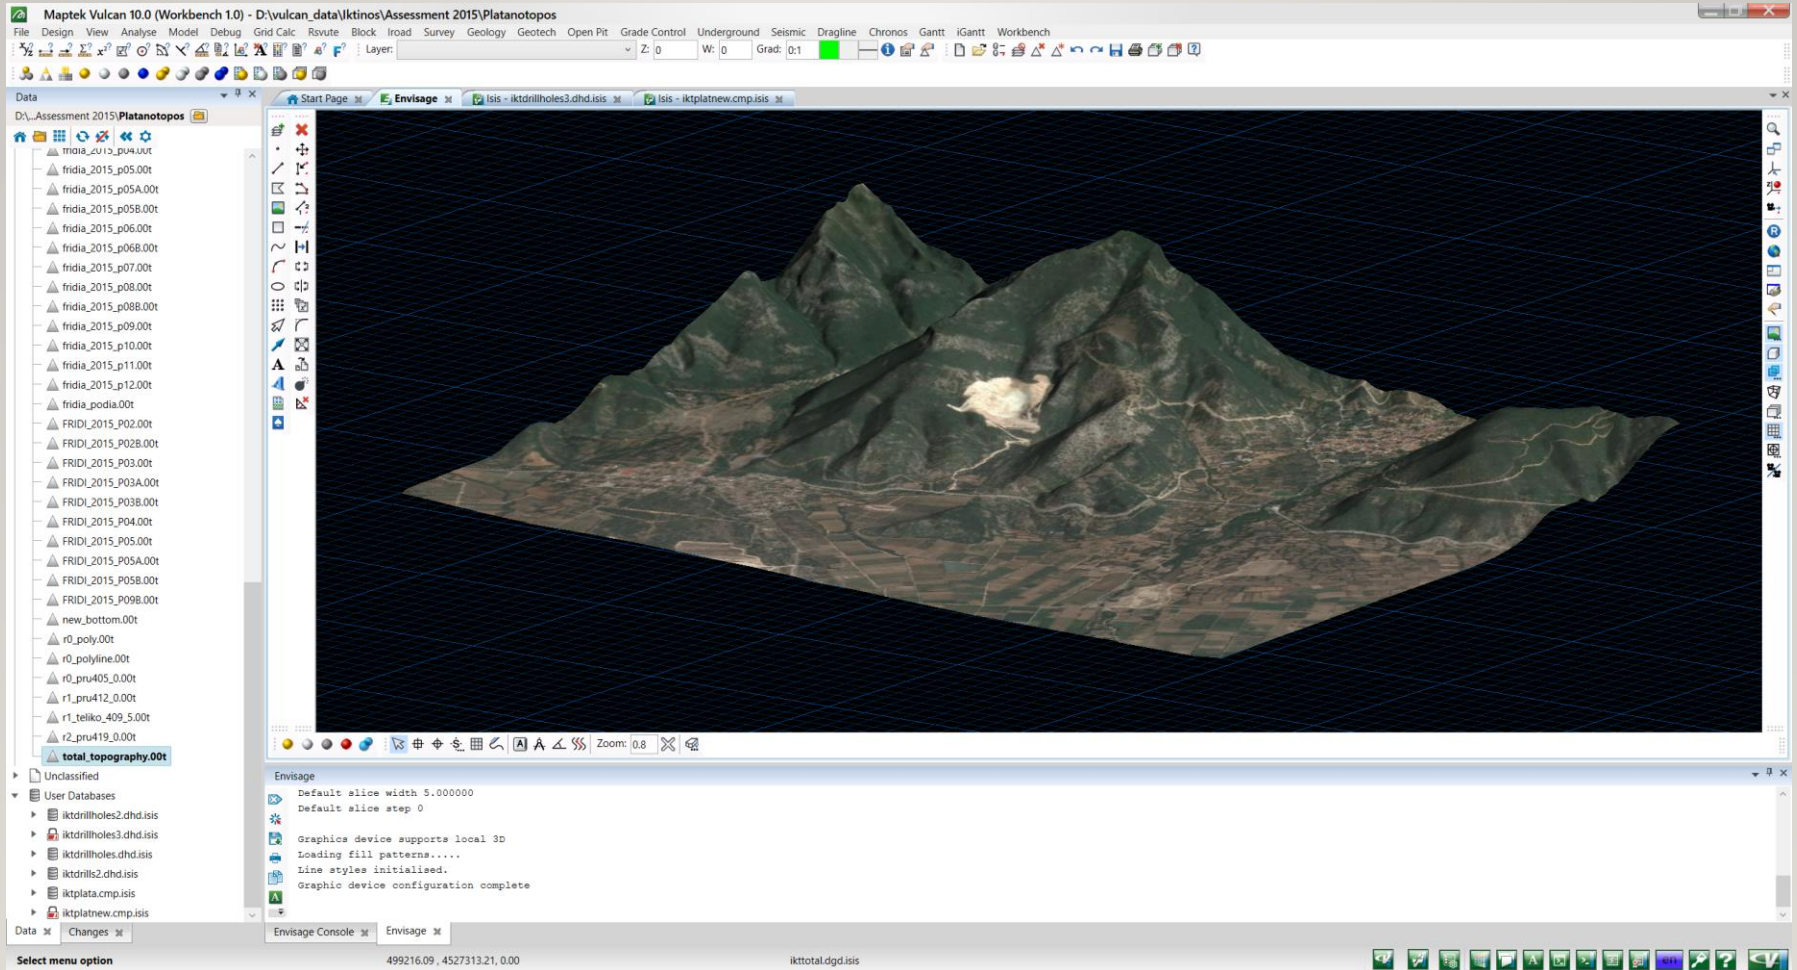 Maptek Vulcan 10.0 (Workbench 1.0) - D:\vulcan_data\Iktinos\Assessment 2015\Platanotopos
File Design View Analyse Model Debug Grid Calc Rsvute Block Iroad Survey Geology Geotech Open Pit Grade Control Underground Seismic Dragline Chronos Gantt iGantt Workbench
Layer: Z: 0 W: 0 Grad: 0:1
Data
Start Page Envisage Isis - iktdrillholes3.dhd.isis Isis - iktplatnew.cmp.isis
D:\...Assessment 2015\Platanotopos
fridia_2015_p04.00t
fridia_2015_p05.00t
fridia_2015_p05A.00t
fridia_2015_p05B.00t
fridia_2015_p06.00t
fridia_2015_p06B.00t
fridia_2015_p07.00t
fridia_2015_p08.00t
fridia_2015_p08B.00t
fridia_2015_p09.00t
fridia_2015_p10.00t
fridia_2015_p11.00t
fridia_2015_p12.00t
fridia_podia.00t
FRIDI_2015_P02.00t
FRIDI_2015_P02B.00t
FRIDI_2015_P03.00t
FRIDI_2015_P03A.00t
FRIDI_2015_P03B.00t
FRIDI_2015_P04.00t
FRIDI_2015_P05.00t
FRIDI_2015_P05A.00t
FRIDI_2015_P05B.00t
FRIDI_2015_P09B.00t
new_bottom.00t
r0_poly.00t
r0_polyline.00t
r0_pru405_0.00t
r1_pru412_0.00t
r1_teliko_409_5.00t
r2_pru419_0.00t
total_topography.00t
Unclassified
User Databases
iktdrillholes2.dhd.isis
iktdrillholes3.dhd.isis
iktdrillholes.dhd.isis
iktdrills2.dhd.isis
iktplata.cmp.isis
iktplatnew.cmp.isis
Data Changes
Zoom: 0.8
Envisage
Default slice width 5.000000
Default slice step 0
Graphics device supports local 3D
Loading fill patterns.....
Line styles initialised.
Graphic device configuration complete
Envisage Console Envisage
Select menu option 499216.09 , 4527313.21, 0.00 ikttotal.dgd.isis en